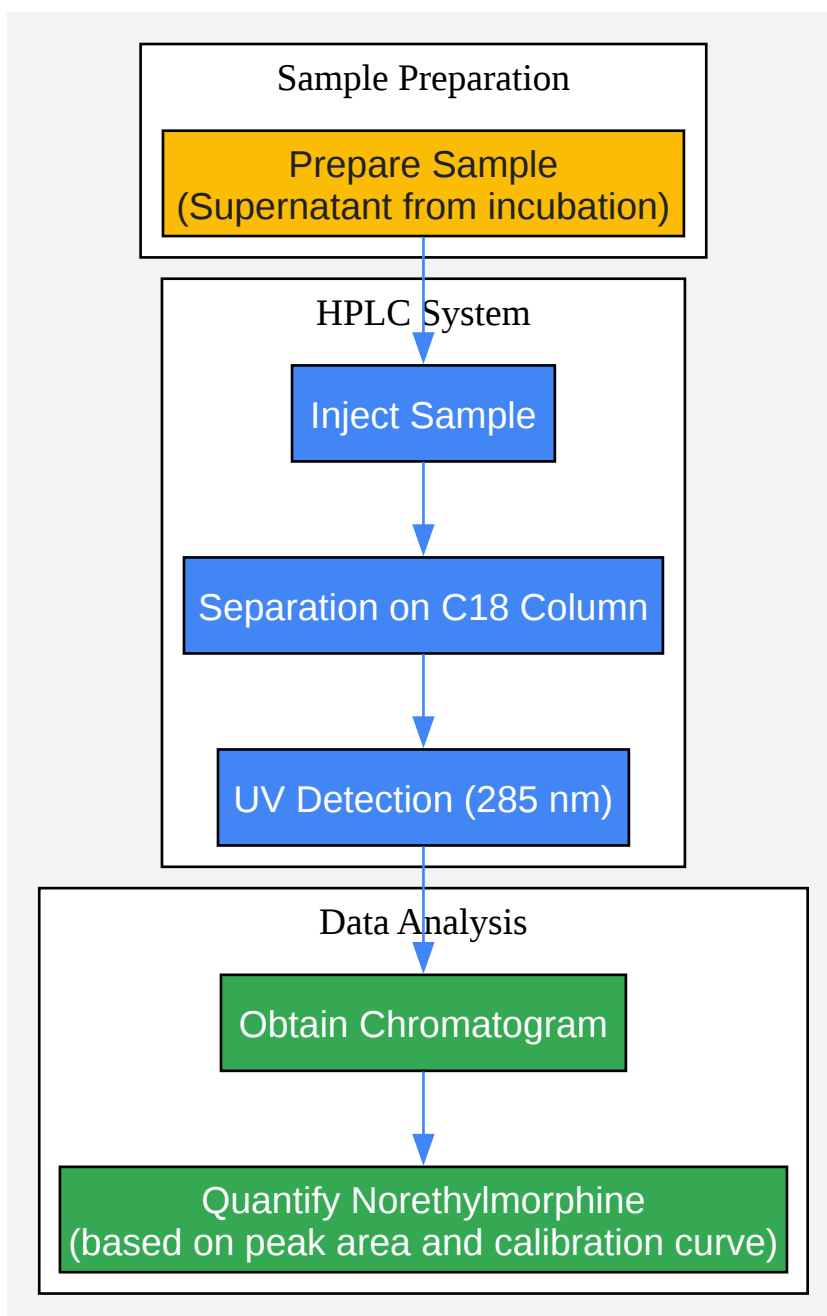 Sample Preparation
Prepare Sample
(Supernatant from incubation)
HPLC System
Inject Sample
Separation on C18 Column
UV Detection (285 nm)
Data Analysis
Obtain Chromatogram
Quantify Norethylmorphine
(based on peak area and calibration curve)